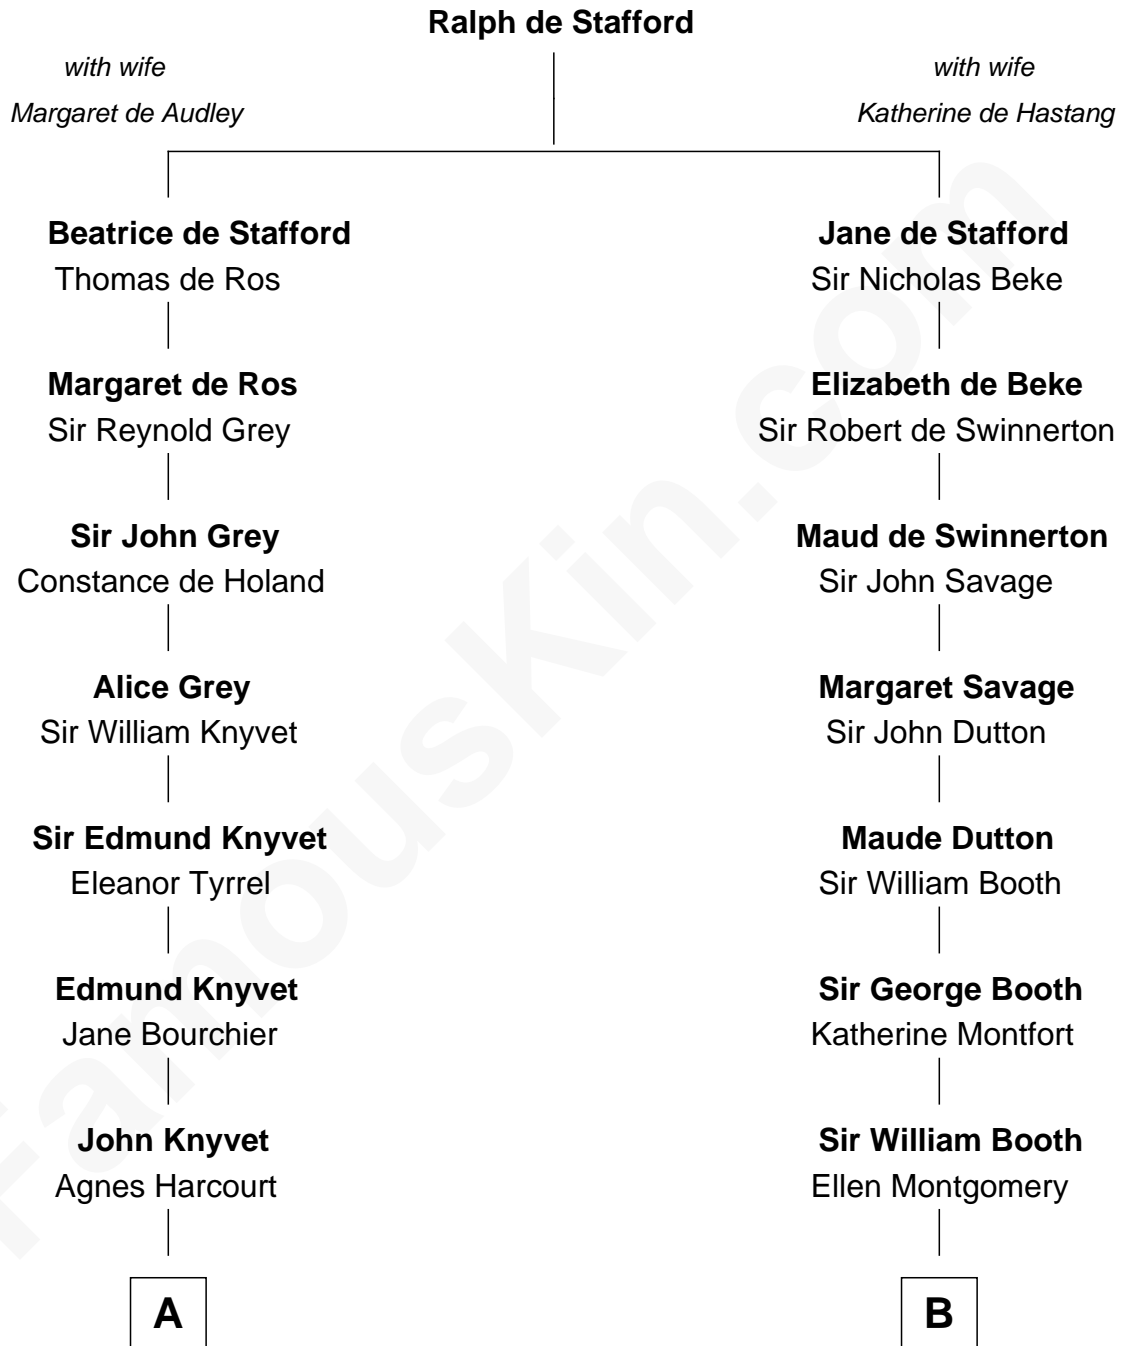 Ralph de Stafford
with wife
Margaret de Audley
with wife
Katherine de Hastang
Beatrice de Stafford
Thomas de Ros
Jane de Stafford
Sir Nicholas Beke
Margaret de Ros
Sir Reynold Grey
Elizabeth de Beke
Sir Robert de Swinnerton
Sir John Grey
Constance de Holand
Maud de Swinnerton
Sir John Savage
Alice Grey
Sir William Knyvet
Margaret Savage
Sir John Dutton
Sir Edmund Knyvet
Eleanor Tyrrel
Maude Dutton
Sir William Booth
Edmund Knyvet
Jane Bourchier
Sir George Booth
Katherine Montfort
John Knyvet
Agnes Harcourt
Sir William Booth
Ellen Montgomery
A
B
FamousKin.com